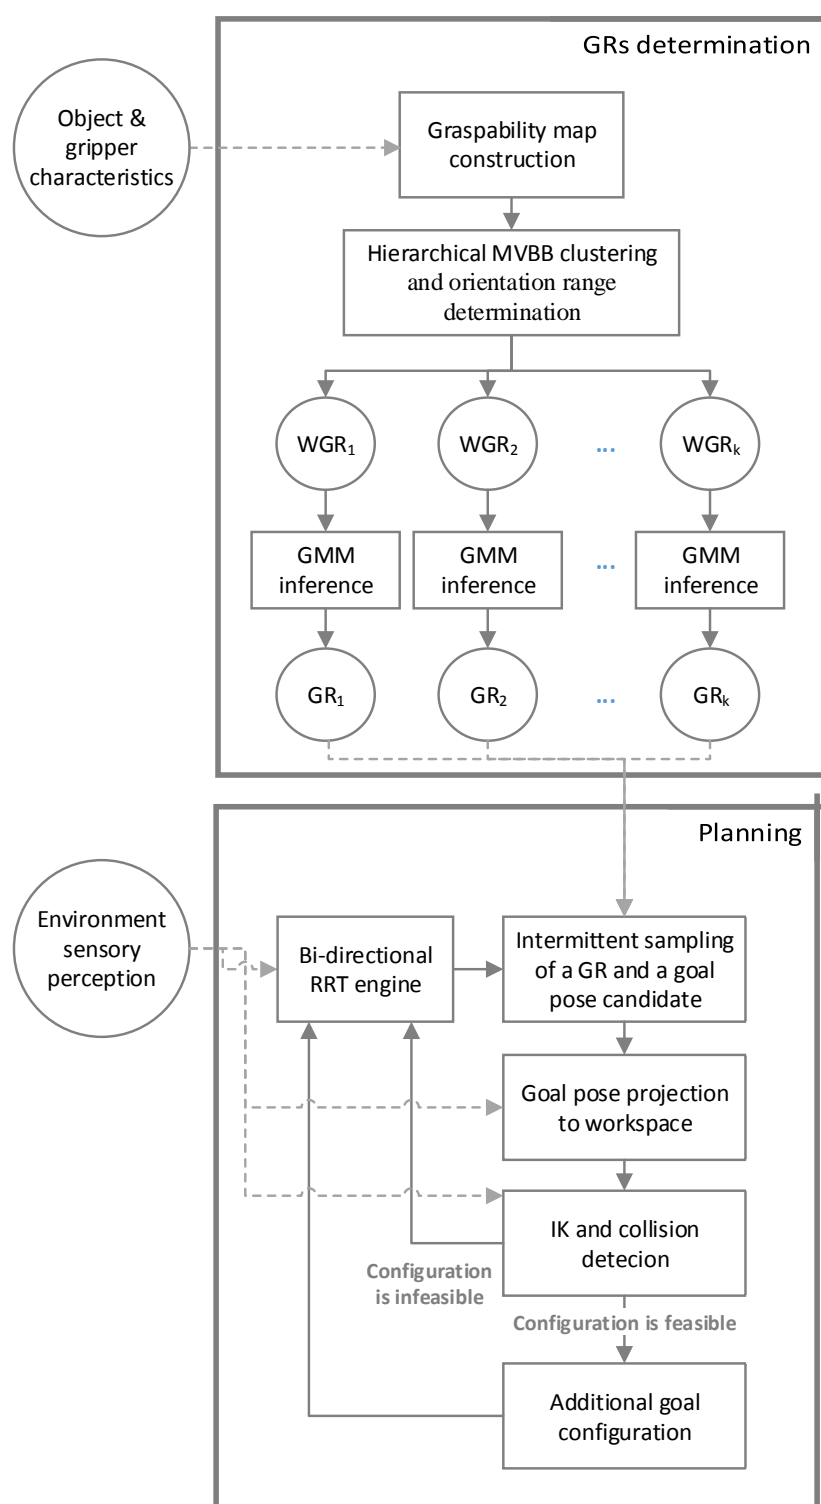 GRs determination
Object &
gripper
characteristics
Graspability map
construction
Hierarchical MVBB clustering
and orientation range
determination
WGR₁
WGR₂
...
WGRₖ
GMM
inference
GMM
inference
...
GMM
inference
GR₁
GR₂
...
GRₖ
Planning
Environment
sensory
perception
Bi-directional
RRT engine
Intermittent sampling
of a GR and a goal
pose candidate
Goal pose projection
to workspace
IK and collision
detecion
Configuration
is infeasible
Configuration is feasible
Additional goal
configuration